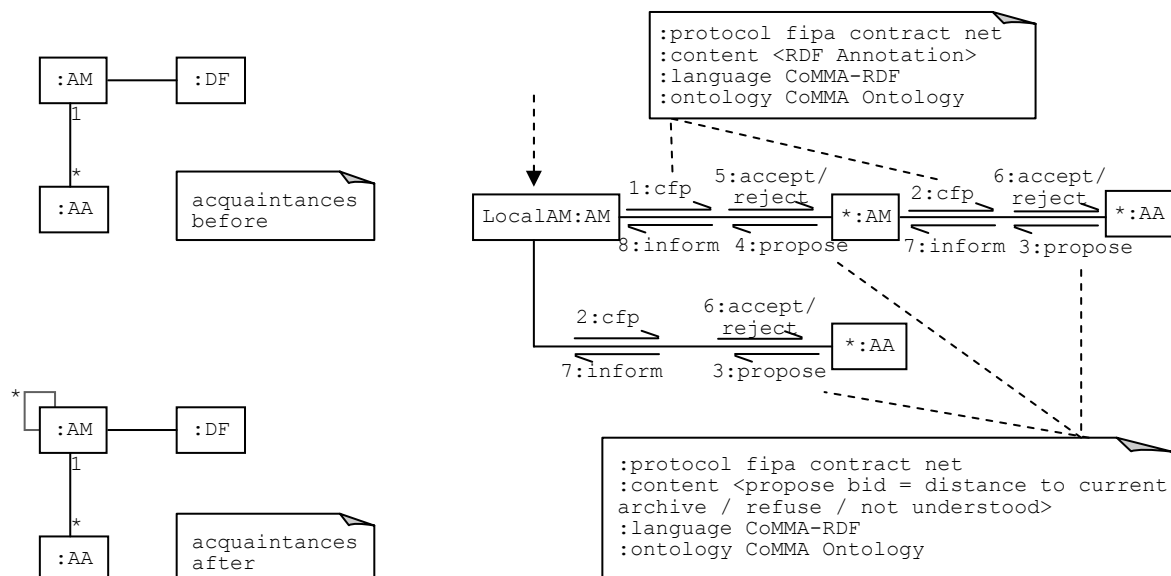 :AM
:DF
1
*
:AA
acquaintances
before
:protocol fipa contract net
:content <RDF Annotation>
:language CoMMA-RDF
:ontology CoMMA Ontology
LocalAM:AM
1:cfp
5:accept/
reject
8:inform
4:propose
*:AM
2:cfp
6:accept/
reject
7:inform
3:propose
*:AA
2:cfp
6:accept/
reject
7:inform
3:propose
*:AA
*
:AM
:DF
1
*
:AA
acquaintances
after
:protocol fipa contract net
:content <propose bid = distance to current
archive / refuse / not understood>
:language CoMMA-RDF
:ontology CoMMA Ontology